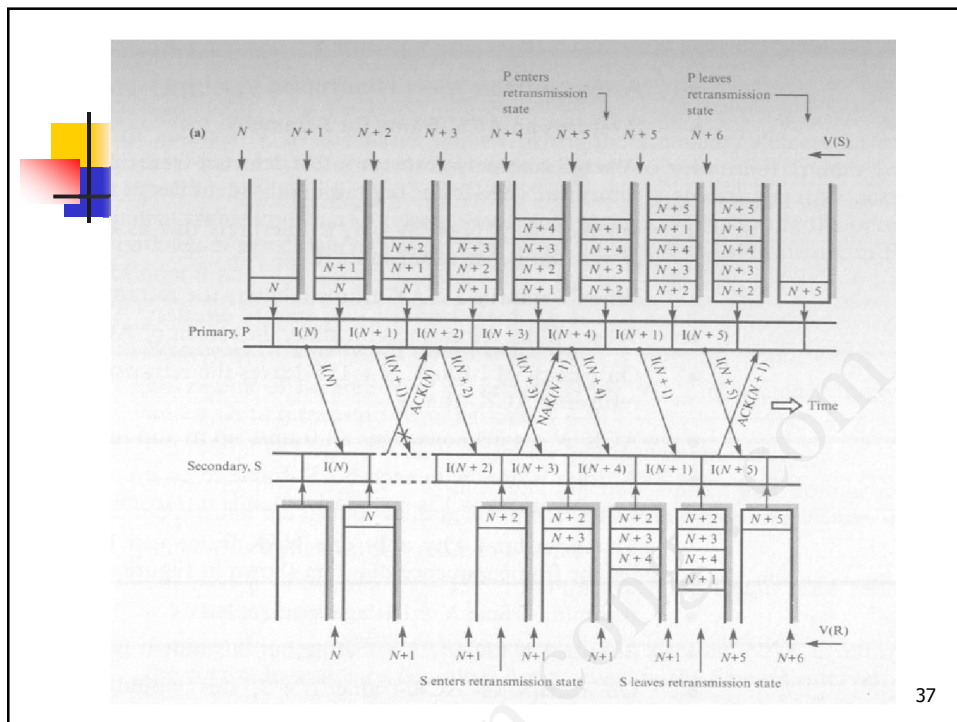 P enters
retransmission
state
P leaves
retransmission
state
(a) N N + 1 N + 2 N + 3 N + 4 N + 5 N + 5 N + 6
V(S)
N + 5 N + 5
N + 4 N + 1 N + 1 N + 1
N + 2 N + 3 N + 3 N + 4 N + 4 N + 4
N + 1 N + 1 N + 2 N + 2 N + 3 N + 3 N + 3
N N N N + 1 N + 1 N + 2 N + 2 N + 2 N + 5
Primary, P I(N) I(N + 1) I(N + 2) I(N + 3) I(N + 4) I(N + 1) I(N + 5)
I(N) I(N + 1) ACK(N) I(N + 2) I(N + 3) NAK(N + 1) I(N + 4) I(N + 1) I(N + 5) ACK(N + 1)
Time
Secondary, S I(N) I(N + 2) I(N + 3) I(N + 4) I(N + 1) I(N + 5)
N N + 2 N + 2 N + 2 N + 2 N + 5
N + 3 N + 3 N + 3
N + 4 N + 4
N + 1
V(R)
N N+1 N+1 N+1 N+1 N+1 N+5 N+6
S enters retransmission state S leaves retransmission state
37